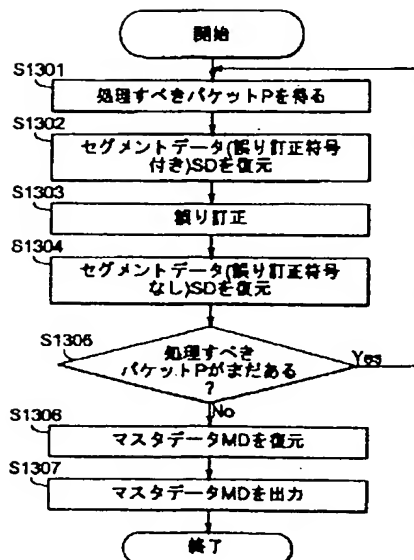 開始
S1301
処理すべきパケットPを得る
S1302
セグメントデータ(誤り訂正符号
付き)SDを復元
S1303
誤り訂正
S1304
セグメントデータ(誤り訂正符号
なし)SDを復元
S1305
処理すべき
パケットPがまだある
?
Yes
No
S1306
マスタデータMDを復元
S1307
マスタデータMDを出力
終了